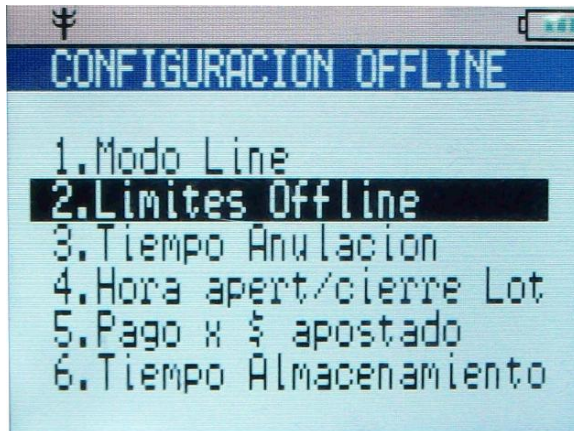 CONFIGURACION OFFLINE
1.Modo Line
2.Limites Offline
3.Tiempo Anulacion
4.Hora apert/cierre Lot
5.Pago x $ apostado
6.Tiempo Almacenamiento